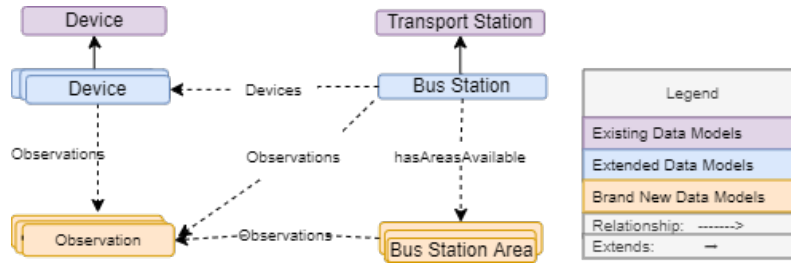 Device
Transport Station
Device
Devices
Bus Station
Legend
Existing Data Models
Observations
Observations
hasAreasAvailable
Extended Data Models
Brand New Data Models
Observation
Observations
Bus Station Area
Relationship: ------->
Extends: →